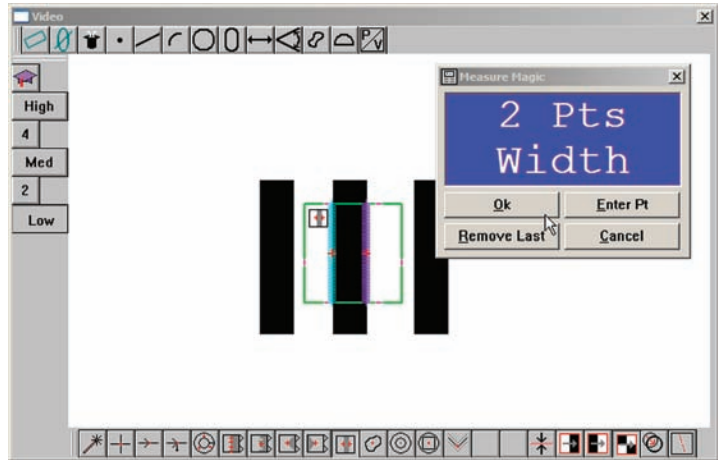 Video
P/V
High
4
Med
2
Low
Measure Magic
2 Pts
Width
Ok
Enter Pt
Remove Last
Cancel